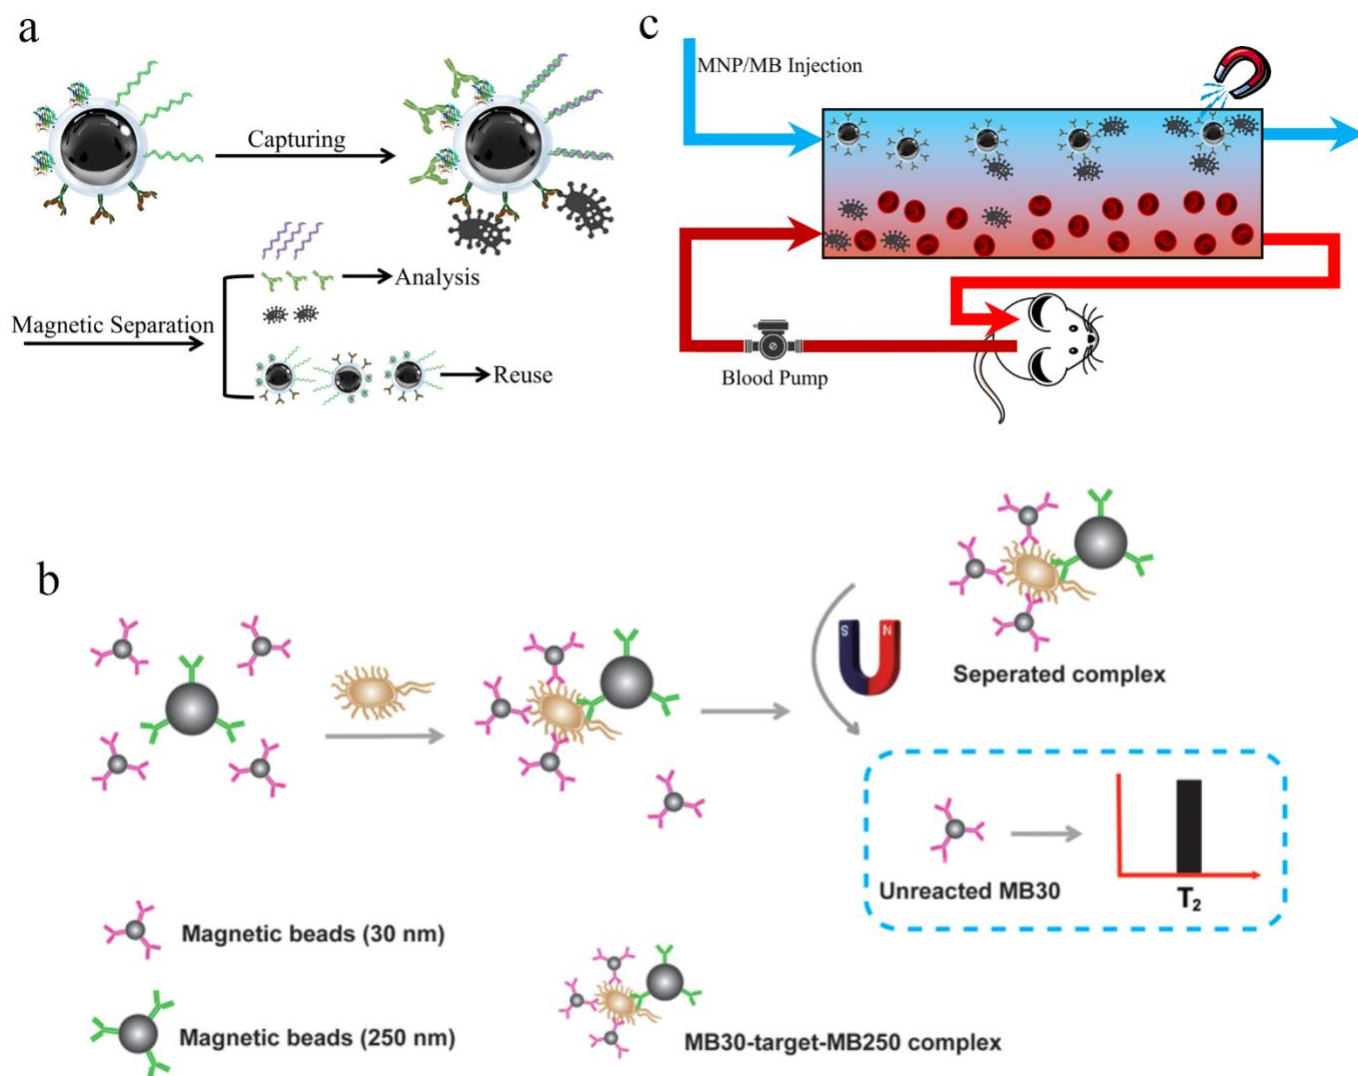 a
Capturing
Magnetic Separation
Analysis
Reuse
c
MNP/MB Injection
Blood Pump
b
S N
Seperated complex
Unreacted MB30
T₂
Magnetic beads (30 nm)
Magnetic beads (250 nm)
MB30-target-MB250 complex